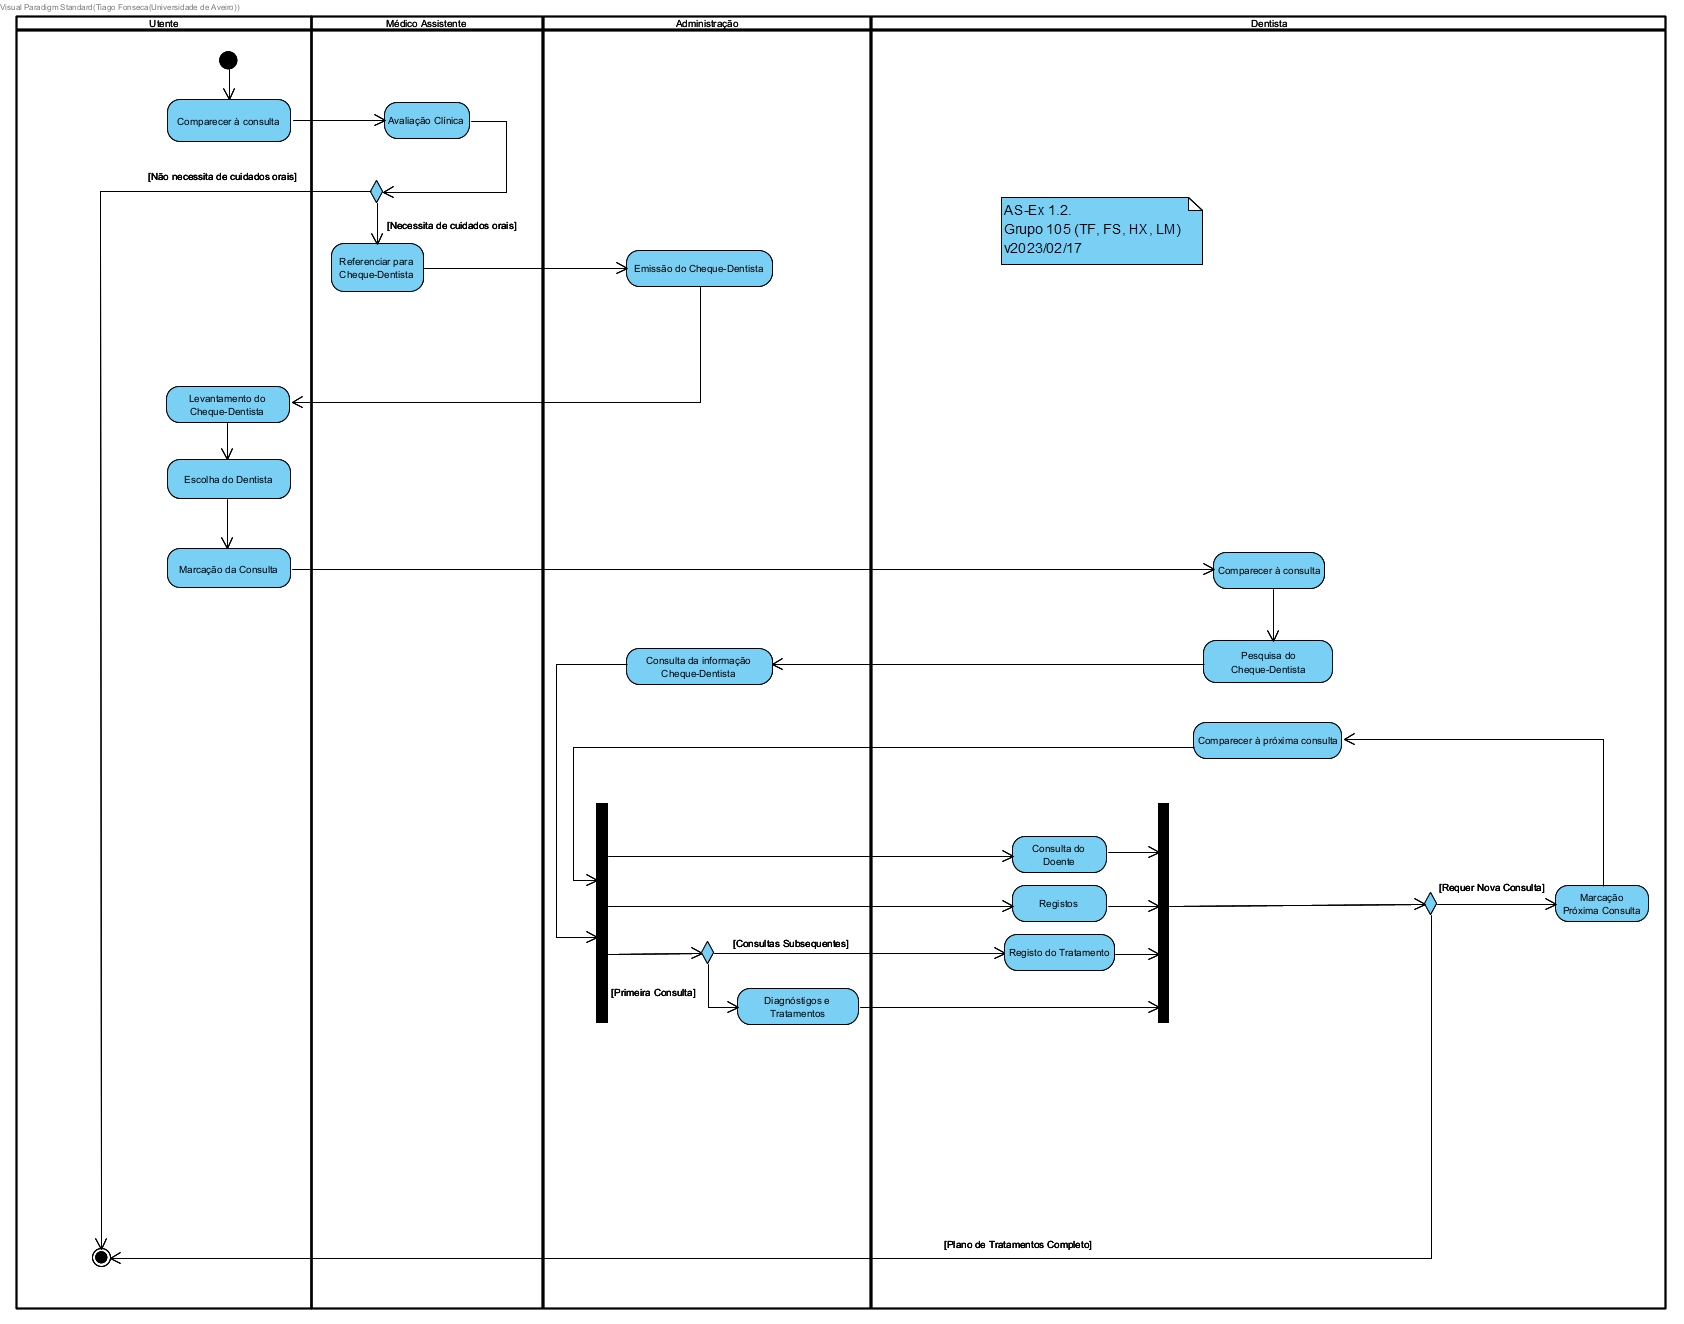 Visual Paradigm Standard(Tiago Fonseca(Universidade de Aveiro))
Utente
Médico Assistente
Administração
Dentista
Comparecer à consulta
Avaliação Clínica
[Não necessita de cuidados orais]
[Necessita de cuidados orais]
AS-Ex 1.2.
Grupo 105 (TF, FS, HX, LM)
v2023/02/17
Referenciar para
Cheque-Dentista
Emissão do Cheque-Dentista
Levantamento do
Cheque-Dentista
Escolha do Dentista
Marcação da Consulta
Comparecer à consulta
Consulta da informação
Cheque-Dentista
Pesquisa do
Cheque-Dentista
Comparecer à próxima consulta
Consulta do
Doente
Registos
[Requer Nova Consulta]
Marcação
Próxima Consulta
[Consultas Subsequentes]
Registo do Tratamento
[Primeira Consulta]
Diagnóstigos e
Tratamentos
[Plano de Tratamentos Completo]